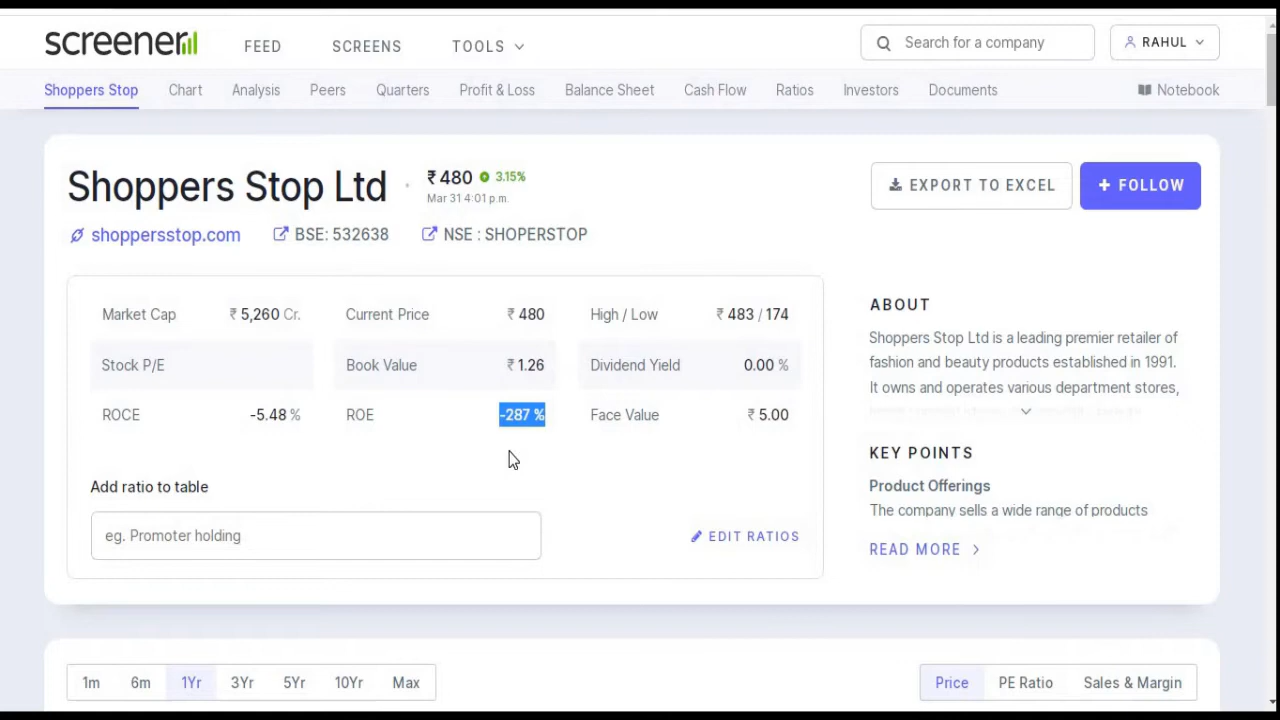 screener
FEED SCREENS TOOLS
Search for a company
RAHUL
Shoppers Stop Chart Analysis Peers Quarters Profit & Loss Balance Sheet Cash Flow Ratios Investors Documents Notebook
Shoppers Stop Ltd
₹ 480 3.15%
Mar 31 4:01 p.m.
EXPORT TO EXCEL
+ FOLLOW
shoppersstop.com BSE: 532638 NSE : SHOPERSTOP
Market Cap ₹ 5,260 Cr. Current Price ₹ 480 High / Low ₹ 483 / 174
Stock P/E Book Value ₹ 1.26 Dividend Yield 0.00 %
ROCE -5.48 % ROE -287 % Face Value ₹ 5.00
Add ratio to table
eg. Promoter holding
EDIT RATIOS
ABOUT
Shoppers Stop Ltd is a leading premier retailer of
fashion and beauty products established in 1991.
It owns and operates various department stores,
KEY POINTS
Product Offerings
The company sells a wide range of products
READ MORE
1m 6m 1Yr 3Yr 5Yr 10Yr Max
Price PE Ratio Sales & Margin